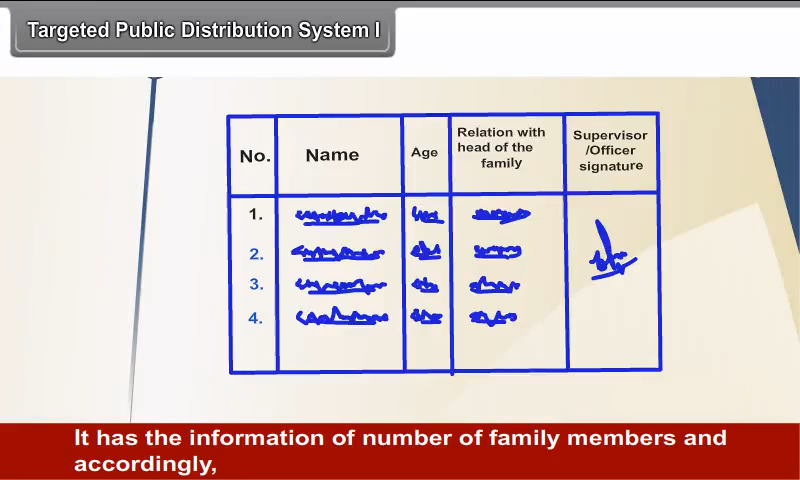 Targeted Public Distribution System I
No.
Name
Age
Relation with
head of the
family
Supervisor
/Officer
signature
1.
2.
3.
4.
It has the information of number of family members and
accordingly,